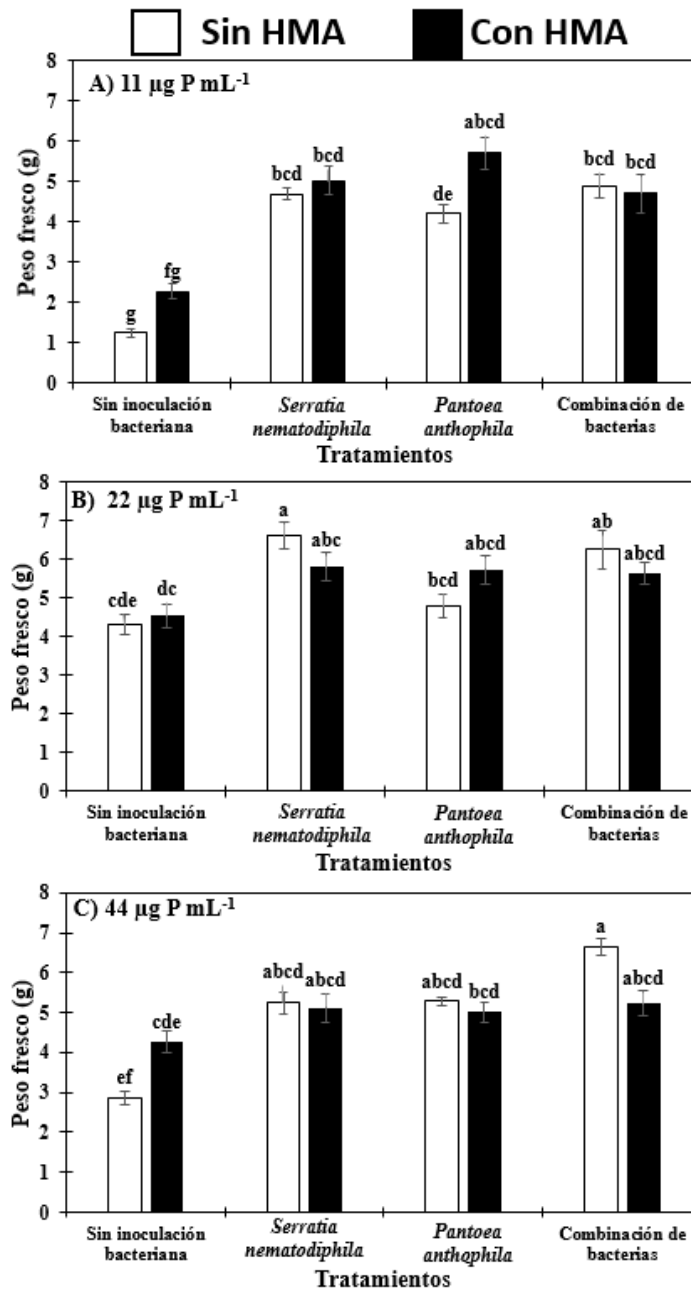 Sin HMA Con HMA
A) 11 µg P mL-1
Peso fresco (g)
8
7
6
5
4
3
2
1
0
g fg bcd bcd de abcd bcd bcd
Sin inoculación bacteriana
Serratia nematodiphila
Pantoea anthophila
Combinación de bacterias
Tratamientos
B) 22 µg P mL-1
Peso fresco (g)
8
7
6
5
4
3
2
1
0
cde dc a abc bcd abcd ab abcd
Sin inoculación bacteriana
Serratia nematodiphila
Pantoea anthophila
Combinación de bacterias
Tratamientos
C) 44 µg P mL-1
Peso fresco (g)
8
7
6
5
4
3
2
1
0
ef cde abcd abcd abcd bcd a abcd
Sin inoculación bacteriana
Serratia nematodiphila
Pantoea anthophila
Combinación de bacterias
Tratamientos